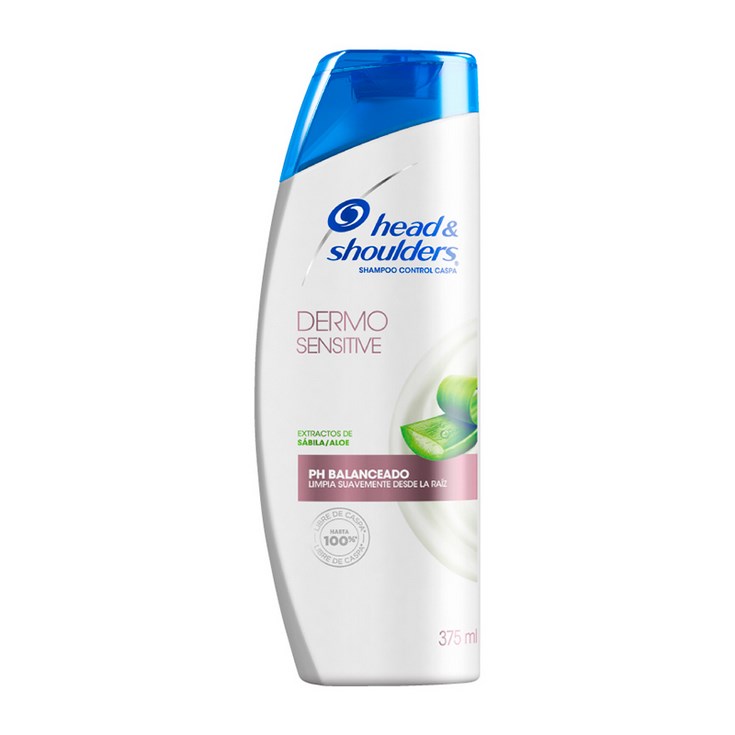 head &
shoulders®
SHAMPOO CONTROL CASPA
DERMO
SENSITIVE
EXTRACTOS DE
SÁBILA/ALOE
PH BALANCEADO
LIMPIA SUAVEMENTE DESDE LA RAÍZ
LIBRE DE CASPA*
HASTA
100%*
LIBRE DE CASPA*
375 ml